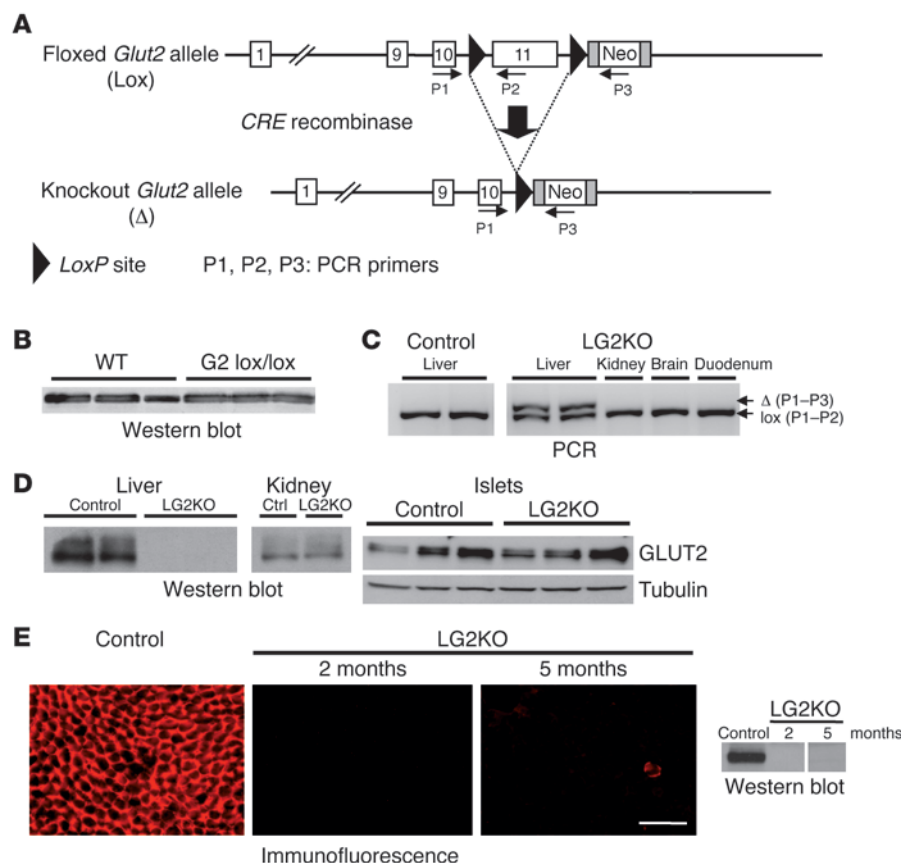 A
Floxed Glut2 allele
(Lox)
1 9 10 11 Neo
P1 P2 P3
CRE recombinase
Knockout Glut2 allele
(Δ)
1 9 10 Neo
P1 P3
LoxP site P1, P2, P3: PCR primers
B
WT G2 lox/lox
Western blot
C
Control LG2KO
Liver Liver Kidney Brain Duodenum
Δ (P1–P3)
lox (P1–P2)
PCR
D
Liver Kidney Islets
Control LG2KO Ctrl LG2KO Control LG2KO
GLUT2
Western blot Tubulin
E
Control LG2KO
2 months 5 months
LG2KO
Control 2 5 months
Western blot
Immunofluorescence